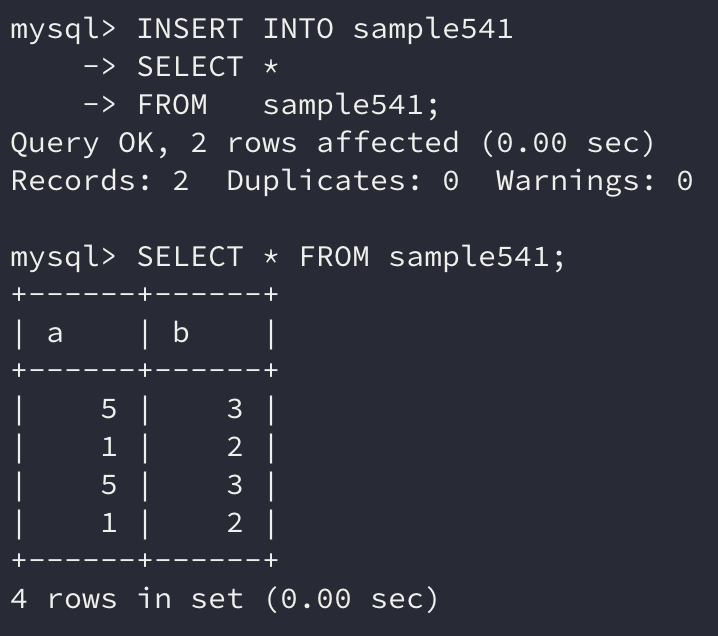 mysql> INSERT INTO sample541
    -> SELECT *
    -> FROM   sample541;
Query OK, 2 rows affected (0.00 sec)
Records: 2  Duplicates: 0  Warnings: 0

mysql> SELECT * FROM sample541;
+------+------+
| a    | b    |
+------+------+
|    5 |    3 |
|    1 |    2 |
|    5 |    3 |
|    1 |    2 |
+------+------+
4 rows in set (0.00 sec)